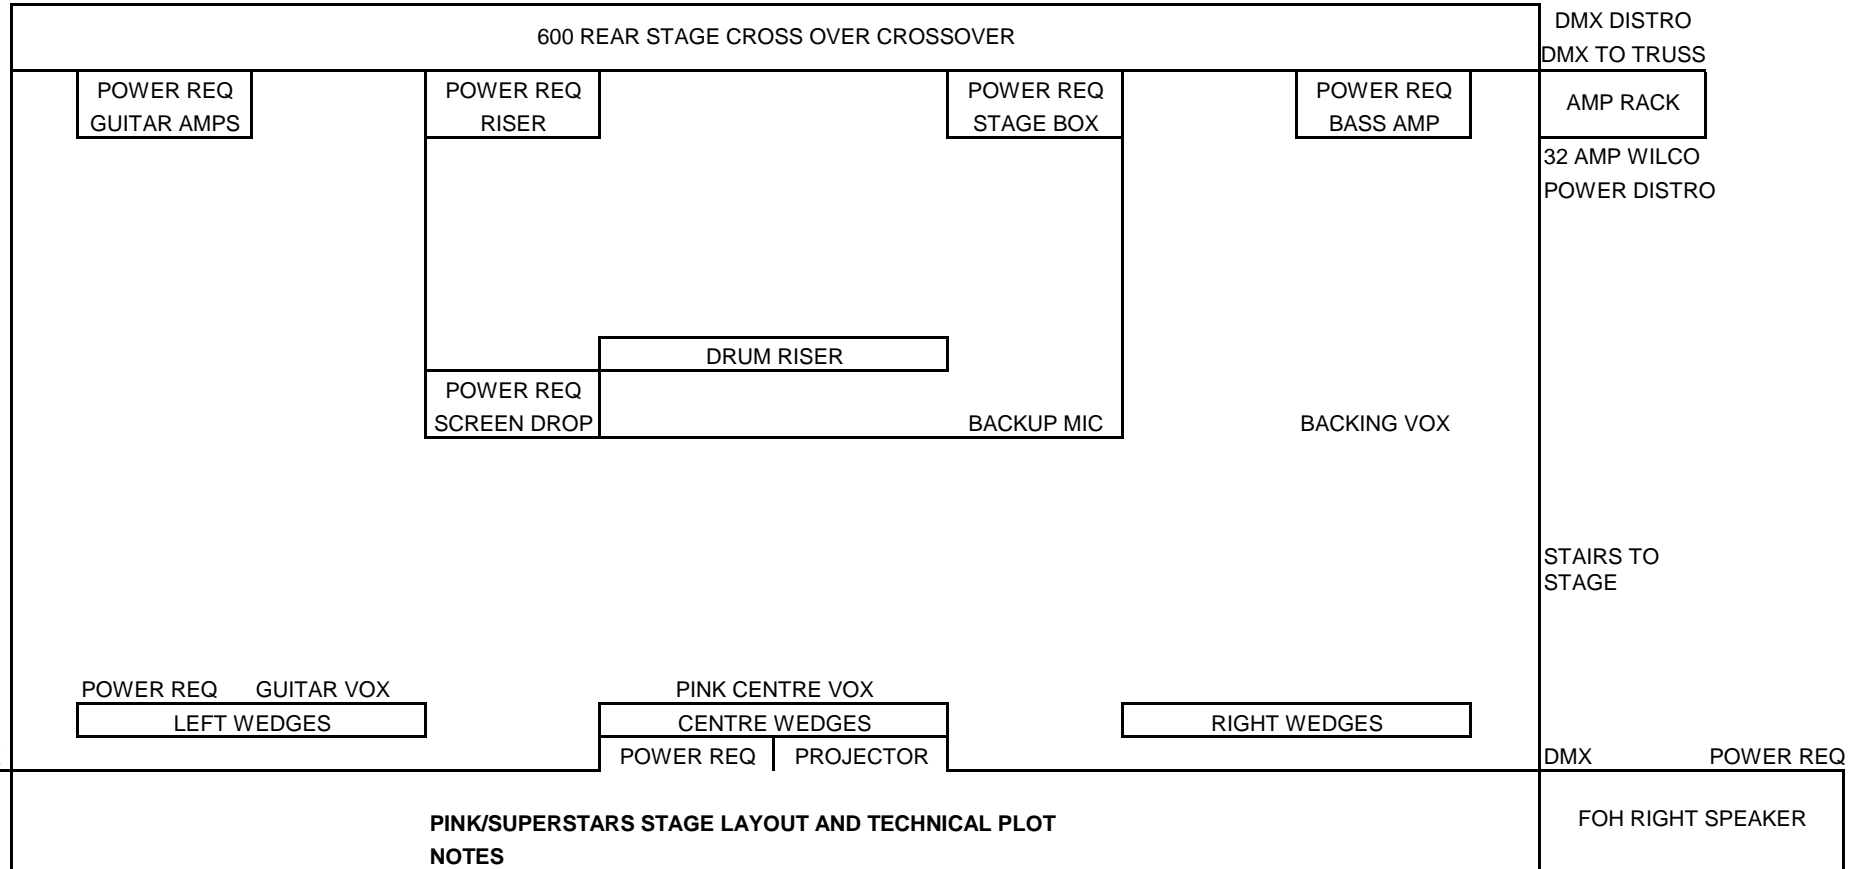 600 REAR STAGE CROSS OVER CROSSOVER
DMX DISTRO
DMX TO TRUSS
POWER REQ
GUITAR AMPS
POWER REQ
RISER
POWER REQ
STAGE BOX
POWER REQ
BASS AMP
AMP RACK
32 AMP WILCO
POWER DISTRO
DRUM RISER
POWER REQ
SCREEN DROP
BACKUP MIC
BACKING VOX
STAIRS TO
STAGE
POWER REQ
GUITAR VOX
PINK CENTRE VOX
LEFT WEDGES
CENTRE WEDGES
RIGHT WEDGES
POWER REQ
PROJECTOR
DMX
POWER REQ
PINK/SUPERSTARS STAGE LAYOUT AND TECHNICAL PLOT
NOTES
FOH RIGHT SPEAKER